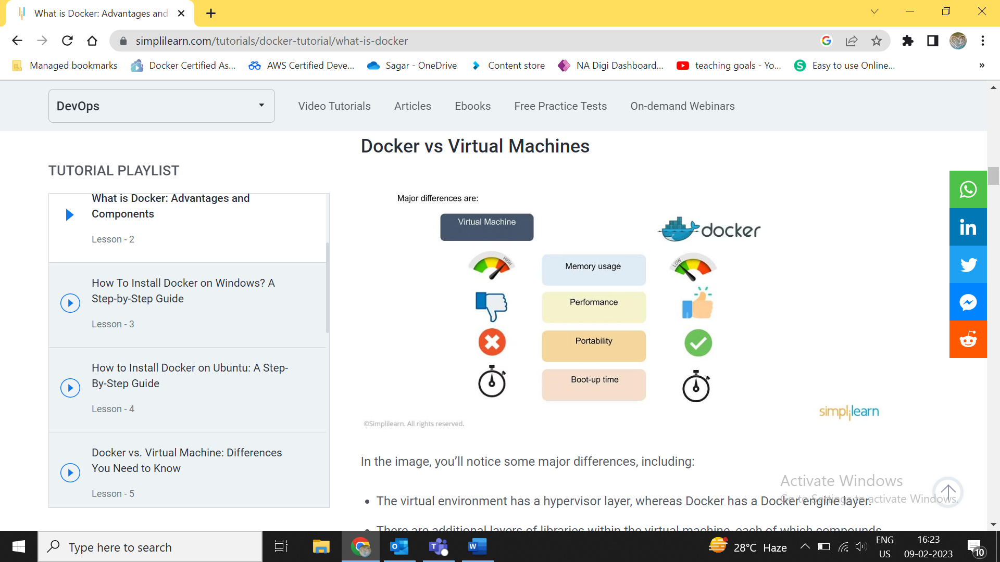 What is Docker: Advantages and
simplilearn.com/tutorials/docker-tutorial/what-is-docker
Managed bookmarks
Docker Certified As...
AWS Certified Deve...
Sagar - OneDrive
Content store
NA Digi Dashboard...
teaching goals - Yo...
Easy to use Online...
»
DevOps
Video Tutorials
Articles
Ebooks
Free Practice Tests
On-demand Webinars
TUTORIAL PLAYLIST
What is Docker: Advantages and
Components
Lesson - 2
How To Install Docker on Windows? A
Step-by-Step Guide
Lesson - 3
How to Install Docker on Ubuntu: A Step-
By-Step Guide
Lesson - 4
Docker vs. Virtual Machine: Differences
You Need to Know
Lesson - 5
Docker vs Virtual Machines
Major differences are:
Virtual Machine
docker
HIGH
Memory usage
LOW
Performance
Portability
Boot-up time
simplilearn
©Simplilearn. All rights reserved.
In the image, you’ll notice some major differences, including:
• The virtual environment has a hypervisor layer, whereas Docker has a Docker engine layer.
• There are additional layers of libraries within the virtual machine, each of which compounds
Activate Windows
Go to Settings to activate Windows.
in
Type here to search
28°C Haze
ENG
US
16:23
09-02-2023
10